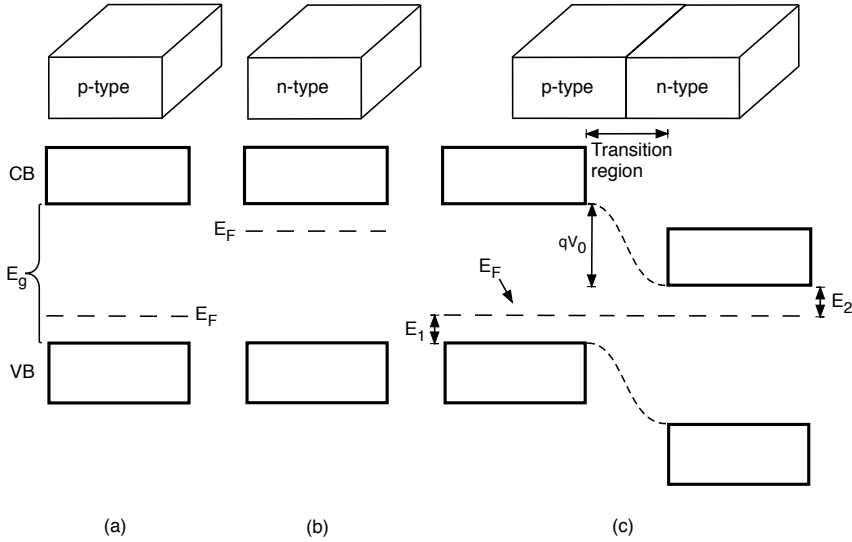 p-type
n-type
p-type
n-type
Transition
region
CB
E_F
qV_0
E_g
E_F
E_F
E_1
E_2
VB
(a)
(b)
(c)